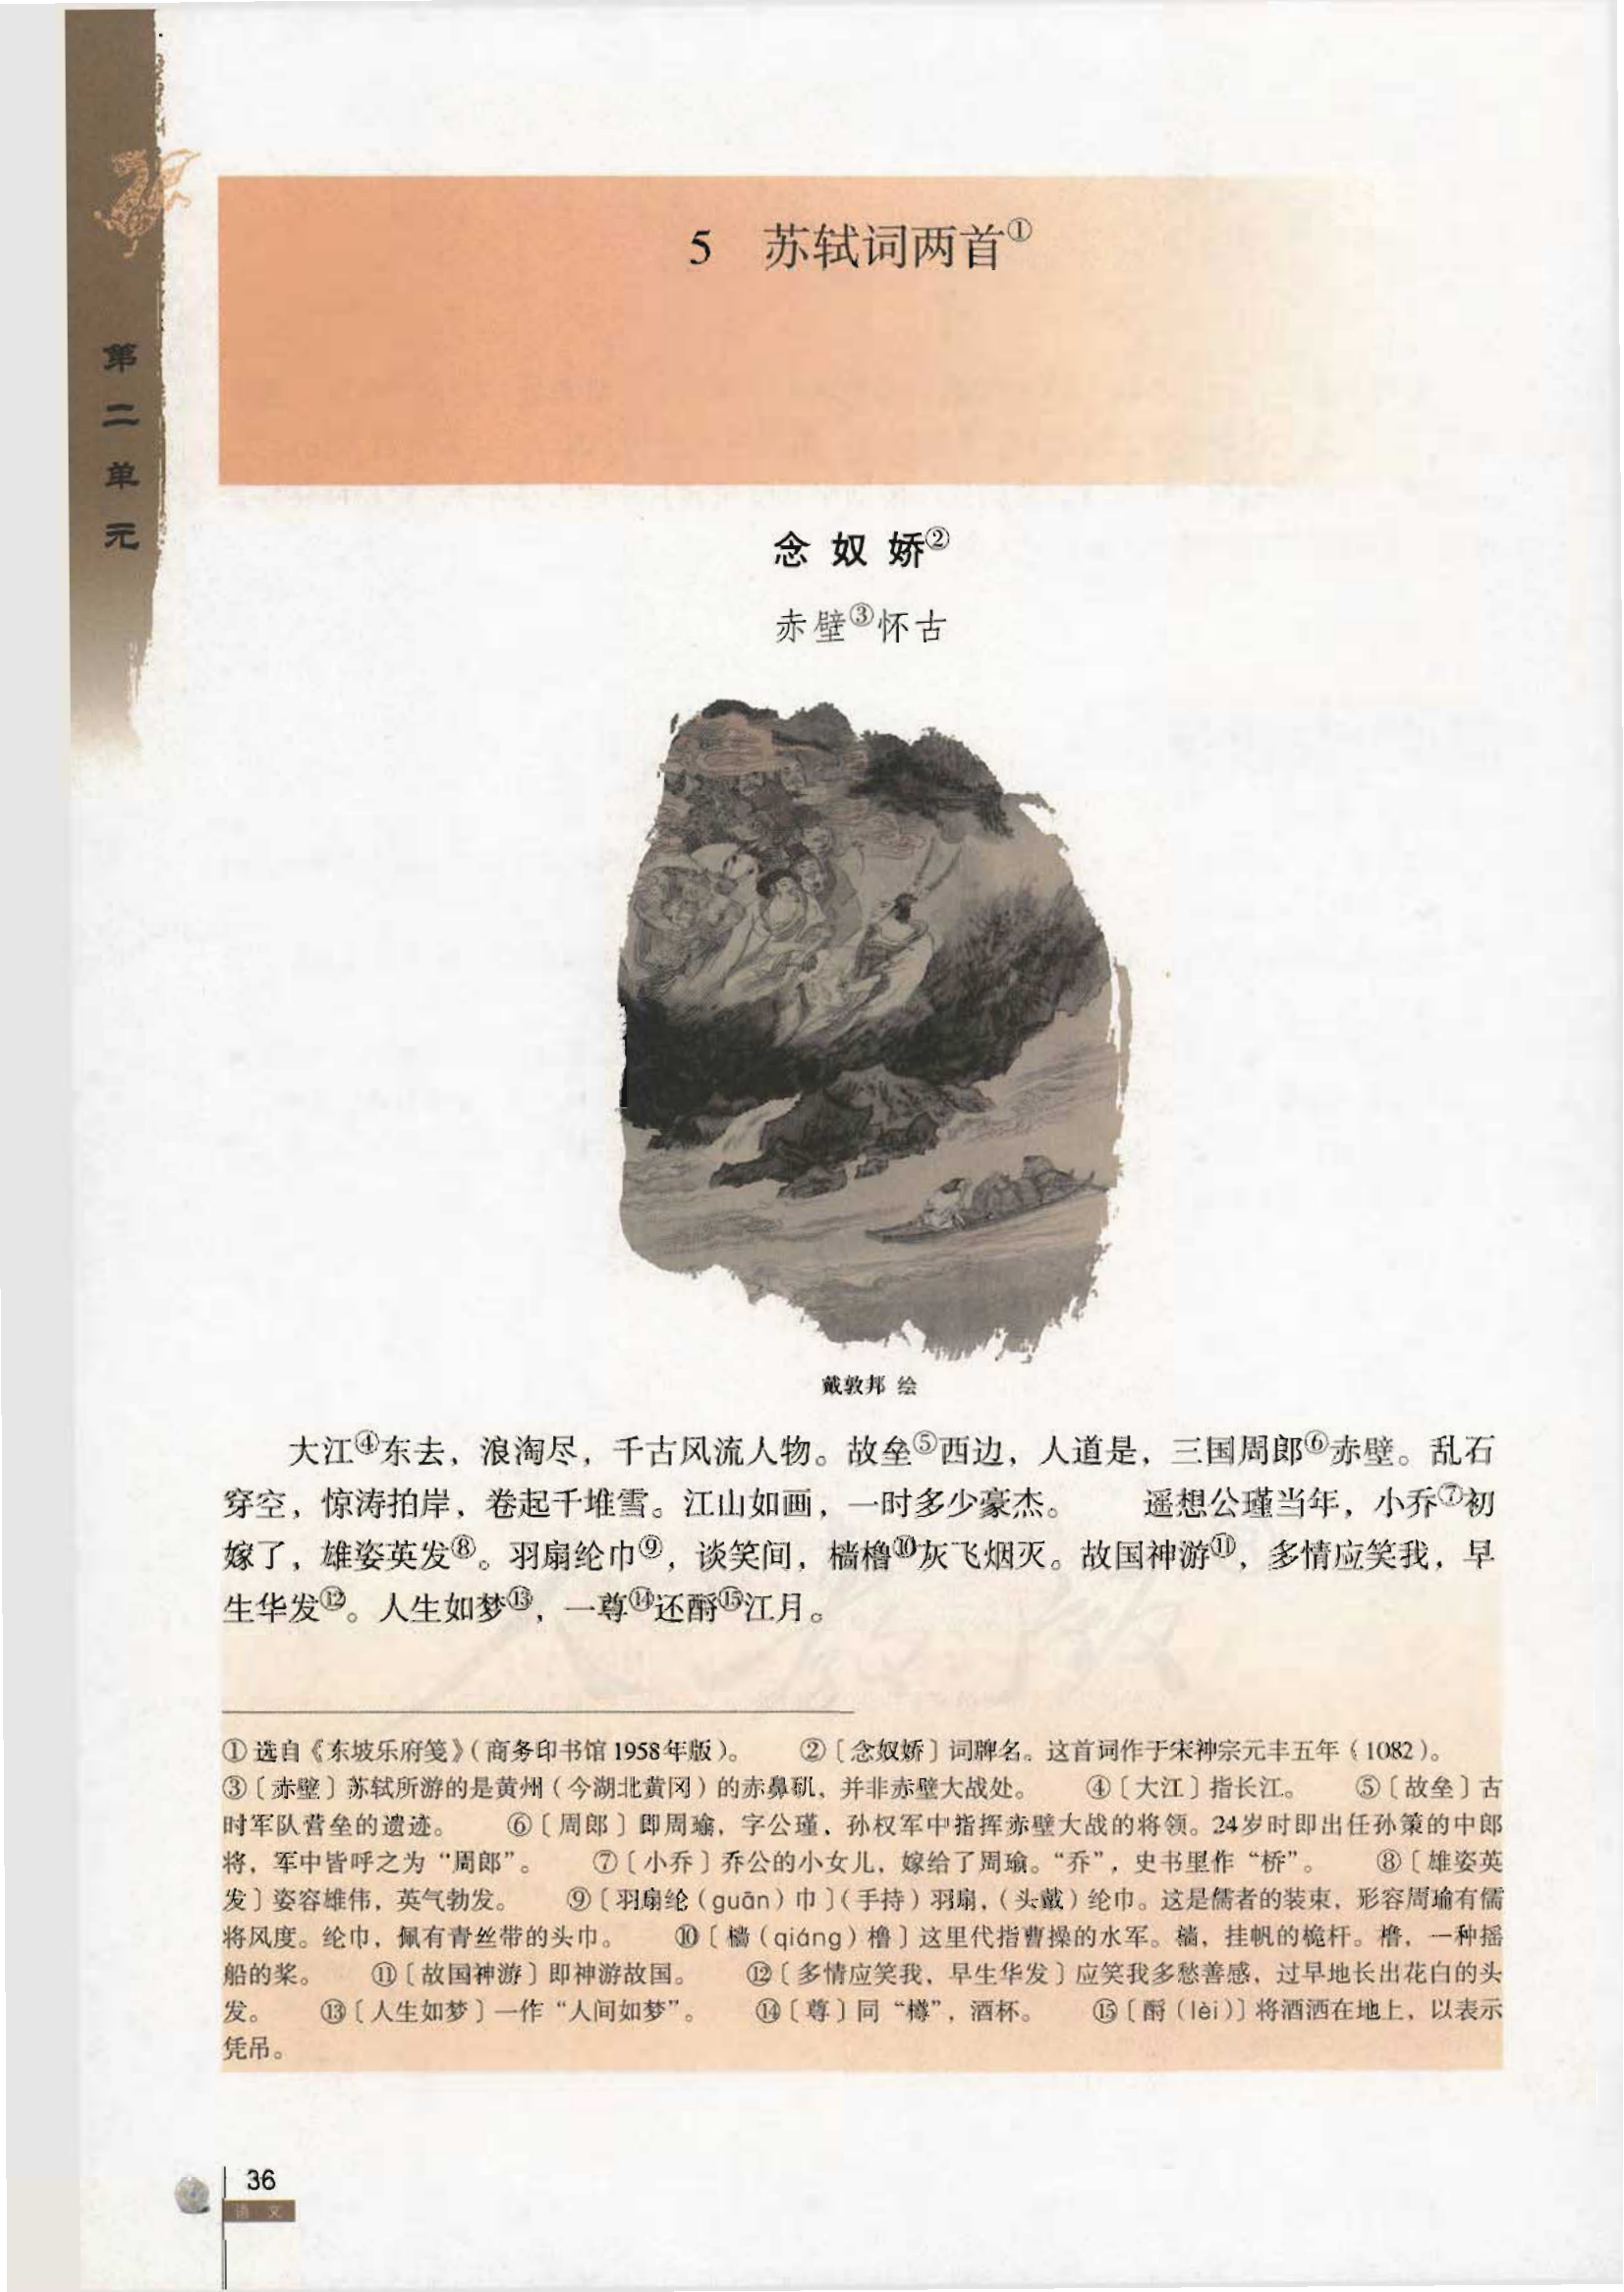 第二单元
5 苏轼词两首①
念奴娇②
赤壁③怀古
戴敦邦 绘
大江④东去，浪淘尽，千古风流人物。故垒⑤西边，人道是，三国周郎⑥赤壁。乱石
穿空，惊涛拍岸，卷起千堆雪。江山如画，一时多少豪杰。 遥想公瑾当年，小乔⑦初
嫁了，雄姿英发⑧。羽扇纶巾⑨，谈笑间，樯橹⑩灰飞烟灭。故国神游⑪，多情应笑我，早
生华发⑫。人生如梦⑬，一尊⑭还酹⑮江月。
①选自《东坡乐府笺》（商务印书馆1958年版）。 ②〔念奴娇〕词牌名。这首词作于宋神宗元丰五年（1082）。
③〔赤壁〕苏轼所游的是黄州（今湖北黄冈）的赤鼻矶，并非赤壁大战处。 ④〔大江〕指长江。 ⑤〔故垒〕古
时军队营垒的遗迹。 ⑥〔周郎〕即周瑜，字公瑾，孙权军中指挥赤壁大战的将领。24岁时即出任孙策的中郎
将，军中皆呼之为“周郎”。 ⑦〔小乔〕乔公的小女儿，嫁给了周瑜。“乔”，史书里作“桥”。 ⑧〔雄姿英
发〕姿容雄伟，英气勃发。 ⑨〔羽扇纶（guān）巾〕（手持）羽扇，（头戴）纶巾。这是儒者的装束，形容周瑜有儒
将风度。纶巾，佩有青丝带的头巾。 ⑩〔樯（qiáng）橹〕这里代指曹操的水军。樯，挂帆的桅杆。橹，一种摇
船的桨。 ⑪〔故国神游〕即神游故国。 ⑫〔多情应笑我，早生华发〕应笑我多愁善感，过早地长出花白的头
发。 ⑬〔人生如梦〕一作“人间如梦”。 ⑭〔尊〕同“樽”，酒杯。 ⑮〔酹（lèi）〕将酒洒在地上，以表示
凭吊。
36
语文